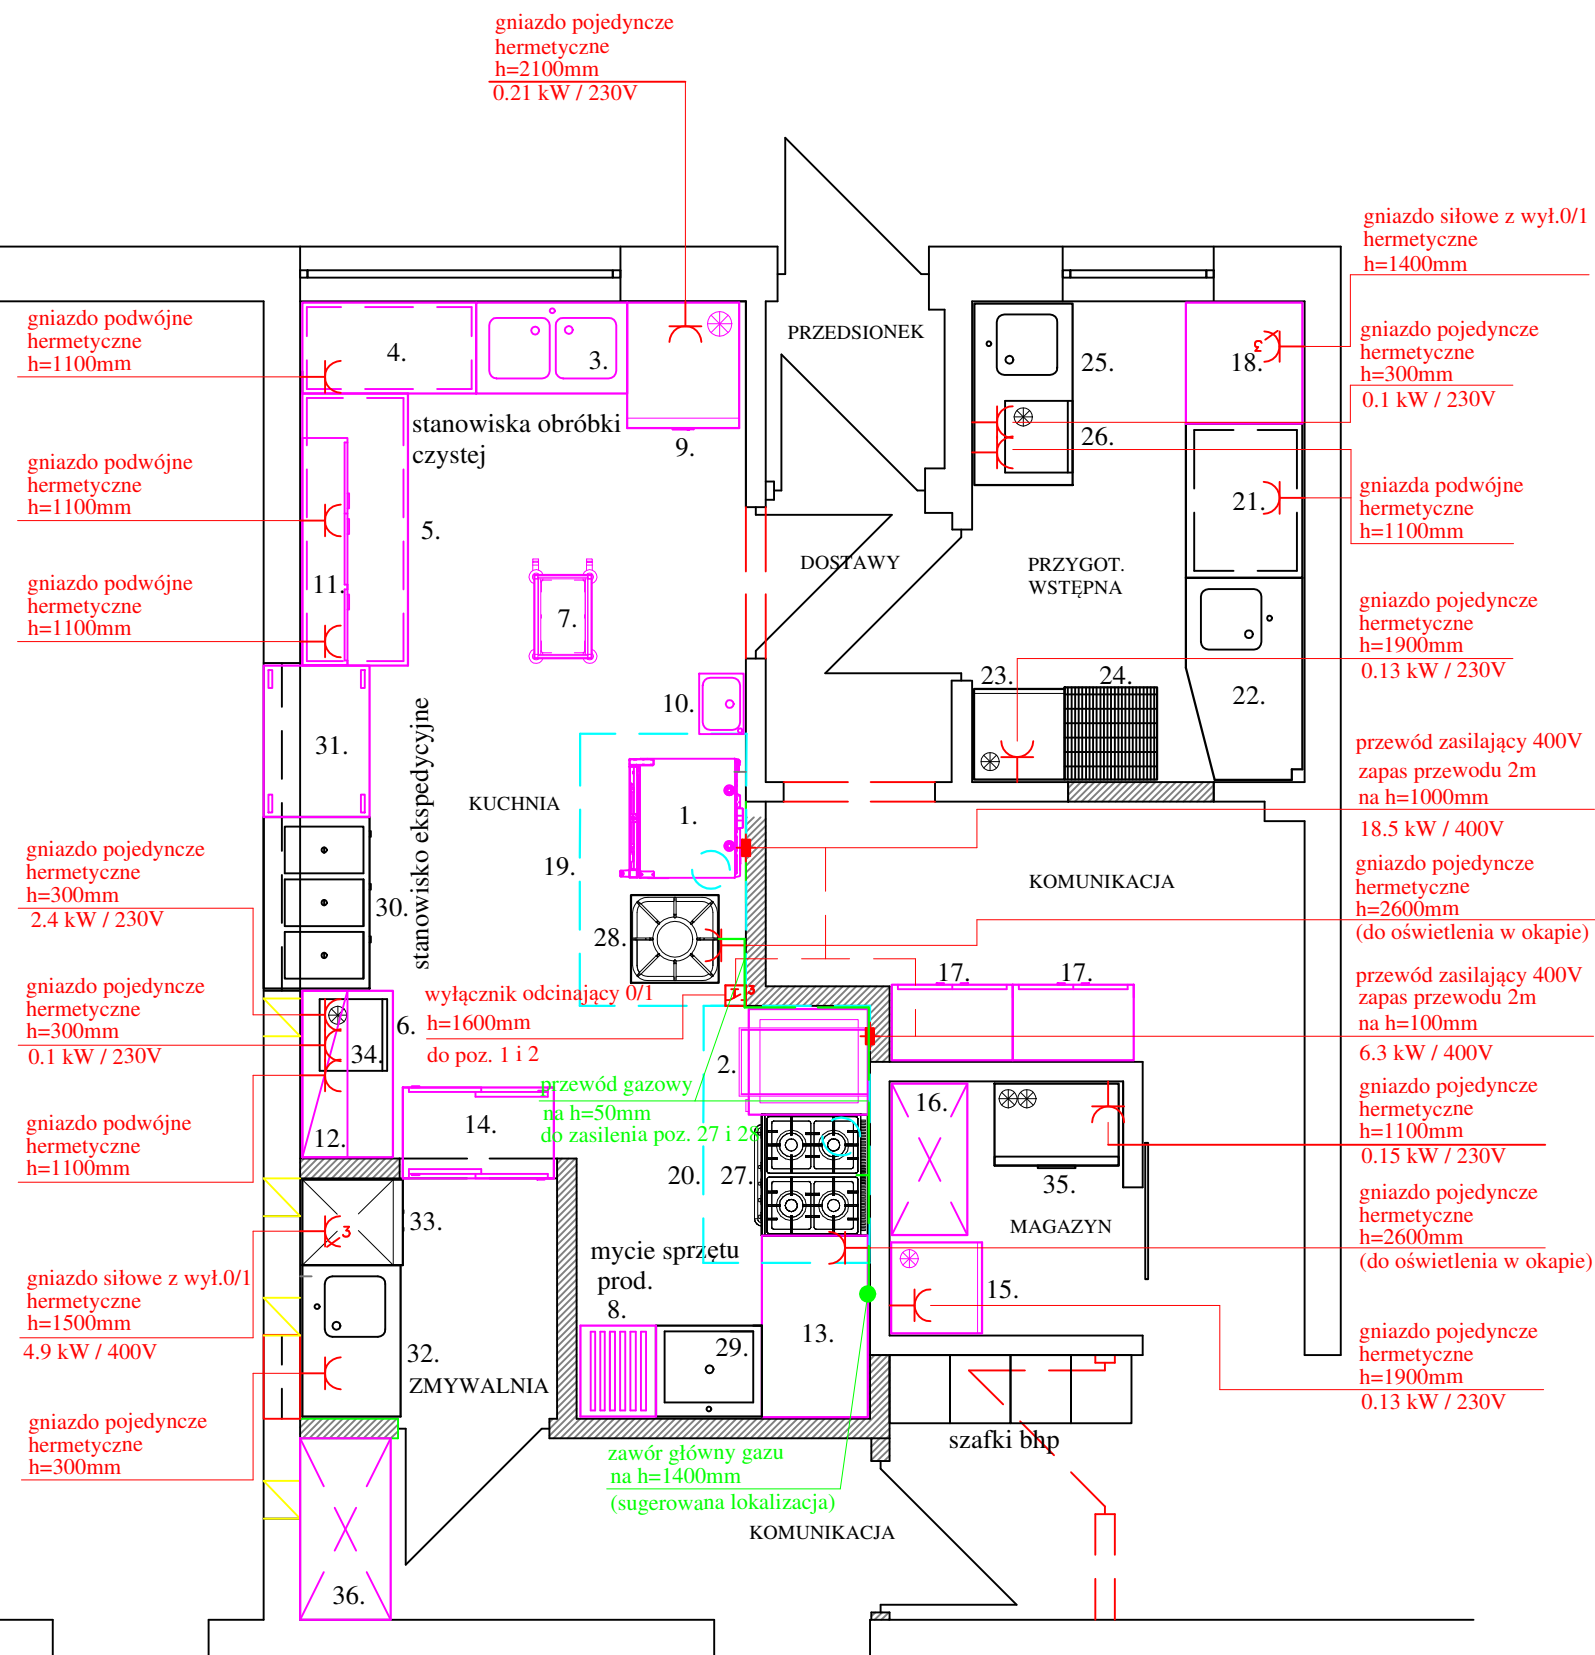 gniazdo pojedyncze
hermetyczne
h=2100mm
0.21 kW / 230V
gniazdo siłowe z wył.0/1
hermetyczne
h=1400mm
gniazdo podwójne
hermetyczne
h=1100mm
gniazdo pojedyncze
hermetyczne
h=300mm
0.1 kW / 230V
PRZEDSIONEK
4.
3.
25.
18.
3
stanowiska obróbki
czystej
9.
26.
gniazdo podwójne
hermetyczne
h=1100mm
gniazda podwójne
hermetyczne
h=1100mm
5.
21.
DOSTAWY
PRZYGOT.
WSTĘPNA
gniazdo podwójne
hermetyczne
h=1100mm
11.
7.
gniazdo pojedyncze
hermetyczne
h=1900mm
0.13 kW / 230V
23.
24.
22.
10.
31.
stanowisko ekspedycyjne
KUCHNIA
1.
19.
przewód zasilający 400V
zapas przewodu 2m
na h=1000mm
18.5 kW / 400V
gniazdo pojedyncze
hermetyczne
h=300mm
2.4 kW / 230V
30.
28.
KOMUNIKACJA
gniazdo pojedyncze
hermetyczne
h=2600mm
(do oświetlenia w okapie)
17.
17.
gniazdo pojedyncze
hermetyczne
h=300mm
0.1 kW / 230V
6.
34.
wyłącznik odcinający 0/1
h=1600mm
do poz. 1 i 2
3
przewód zasilający 400V
zapas przewodu 2m
na h=100mm
6.3 kW / 400V
2.
przewód gazowy
na h=50mm
do zasilenia poz. 27 i 28
gniazdo podwójne
hermetyczne
h=1100mm
12.
14.
16.
gniazdo pojedyncze
hermetyczne
h=1100mm
0.15 kW / 230V
20.
27.
35.
33.
3
MAGAZYN
gniazdo pojedyncze
hermetyczne
h=2600mm
(do oświetlenia w okapie)
mycie sprzętu
prod.
8.
gniazdo siłowe z wył.0/1
hermetyczne
h=1500mm
4.9 kW / 400V
15.
29.
13.
32.
ZMYWALNIA
gniazdo pojedyncze
hermetyczne
h=1900mm
0.13 kW / 230V
gniazdo pojedyncze
hermetyczne
h=300mm
szafki bhp
zawór główny gazu
na h=1400mm
(sugerowana lokalizacja)
KOMUNIKACJA
36.